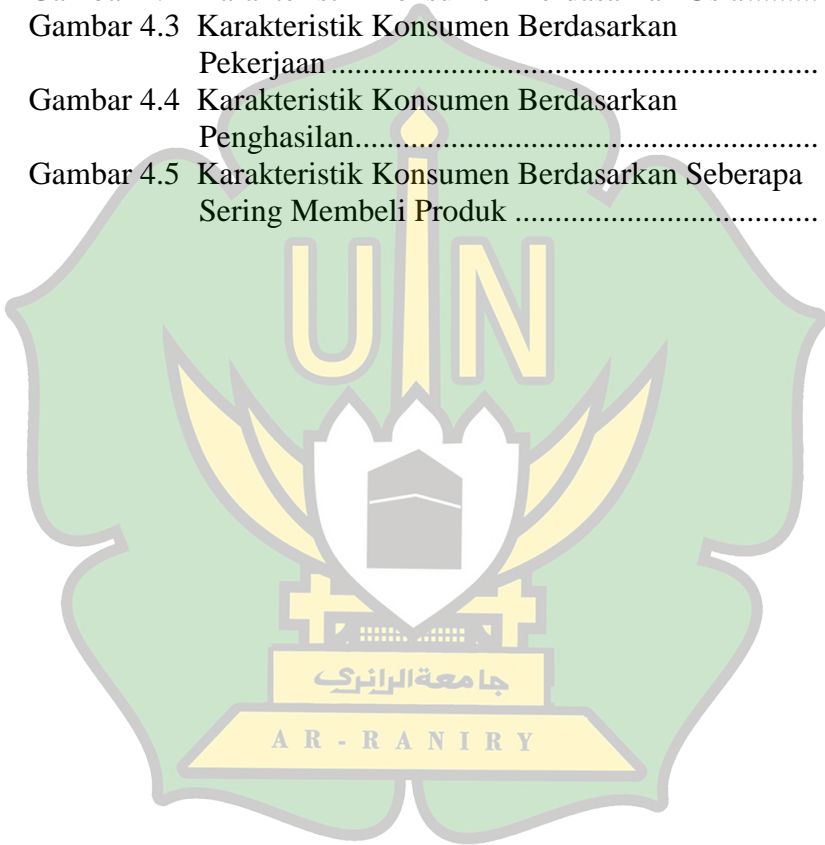 Gambar 4.3 Karakteristik Konsumen Berdasarkan
Pekerjaan ..............................................................
Gambar 4.4 Karakteristik Konsumen Berdasarkan
Penghasilan...........................................................
Gambar 4.5 Karakteristik Konsumen Berdasarkan Seberapa
Sering Membeli Produk ......................................
UIN
جامعةالرانري
AR-RANIRY